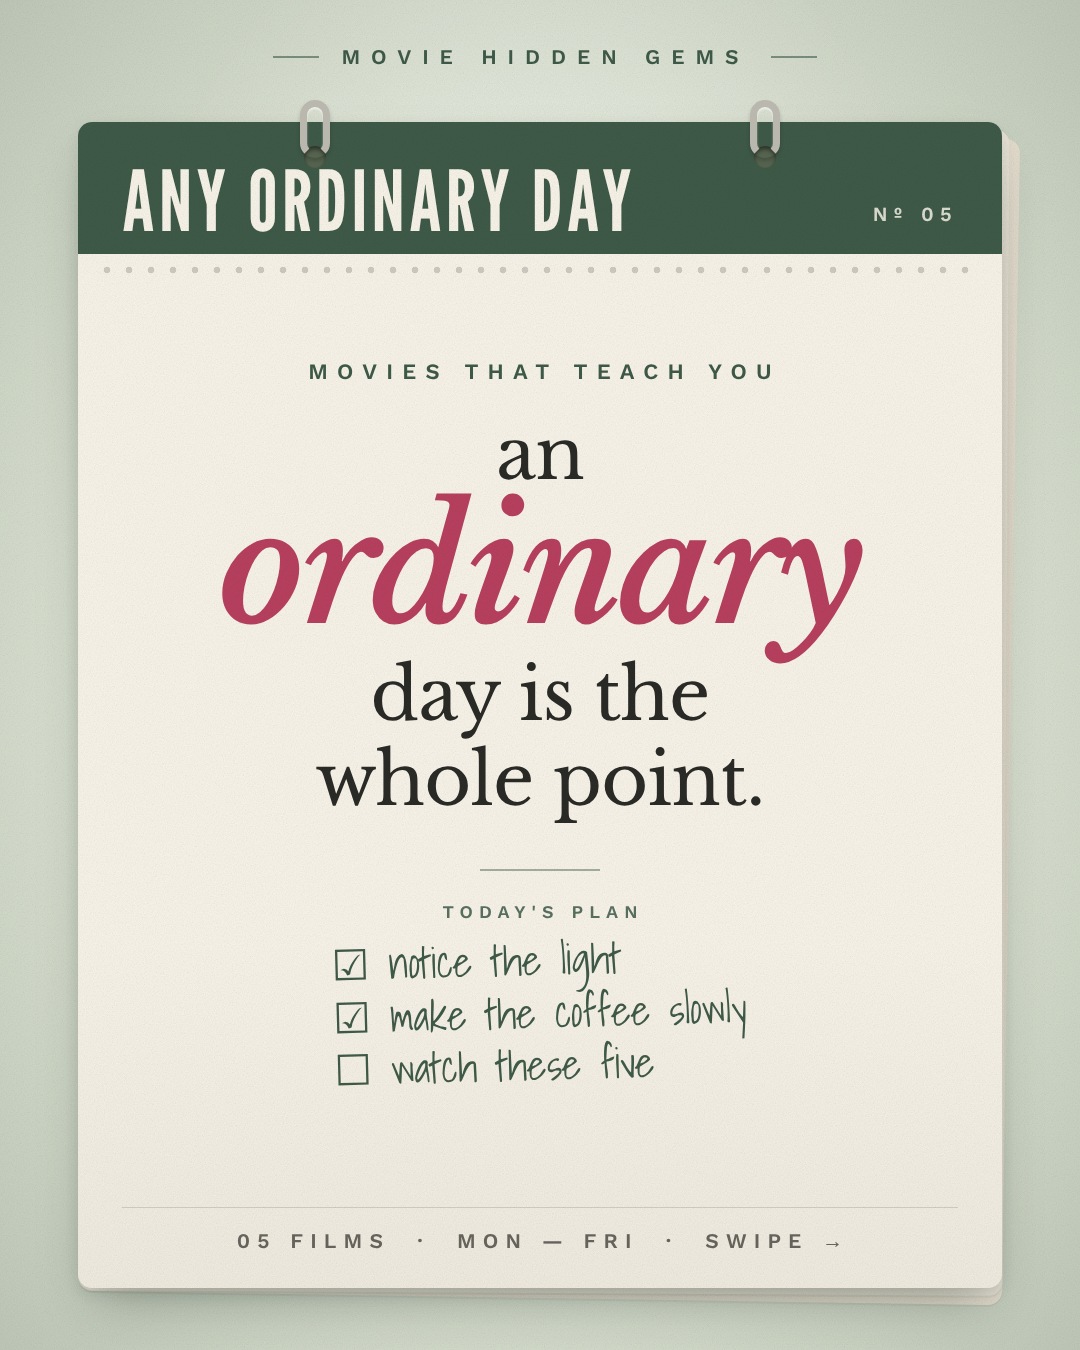 MOVIE HIDDEN GEMS
ANY ORDINARY DAY
Nº 05
MOVIES THAT TEACH YOU
an
ordinary
day is the
whole point.
TODAY'S PLAN
☑ notice the light
☑ make the coffee slowly
☐ watch these five
05 FILMS · MON — FRI · SWIPE →